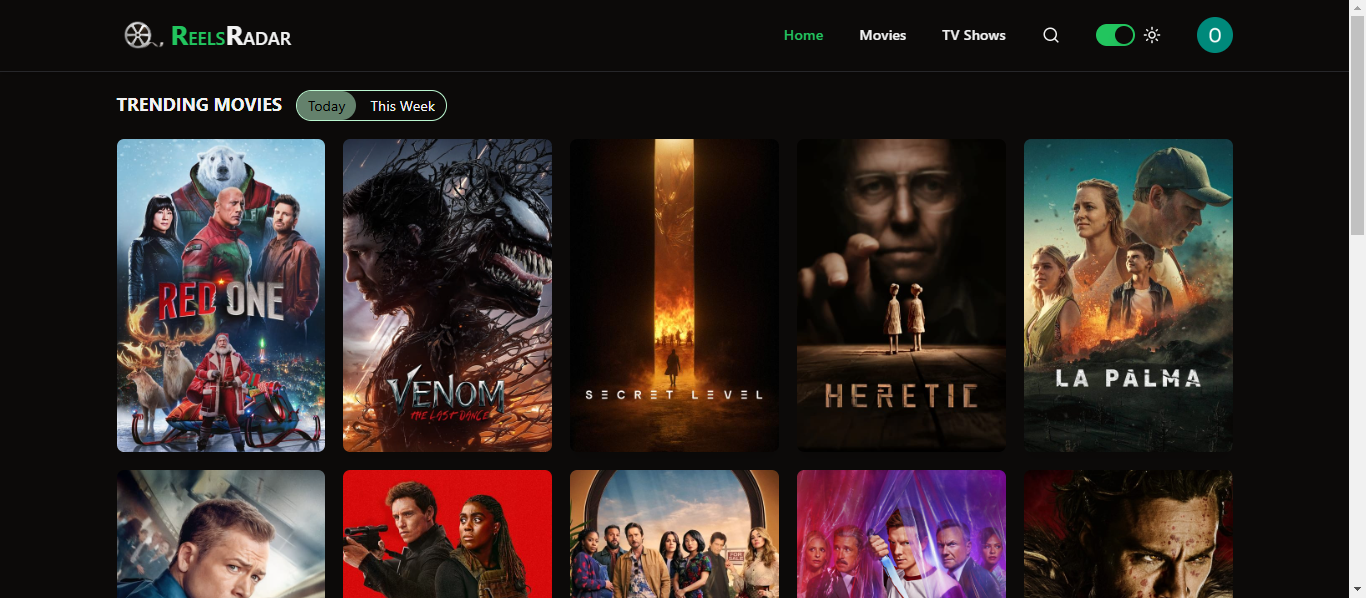 REELSRADAR Home Movies TV Shows O
TRENDING MOVIES Today This Week
RED ONE
VENOM
THE LAST DANCE
SECRET LEVEL
HERETIC
LA PALMA